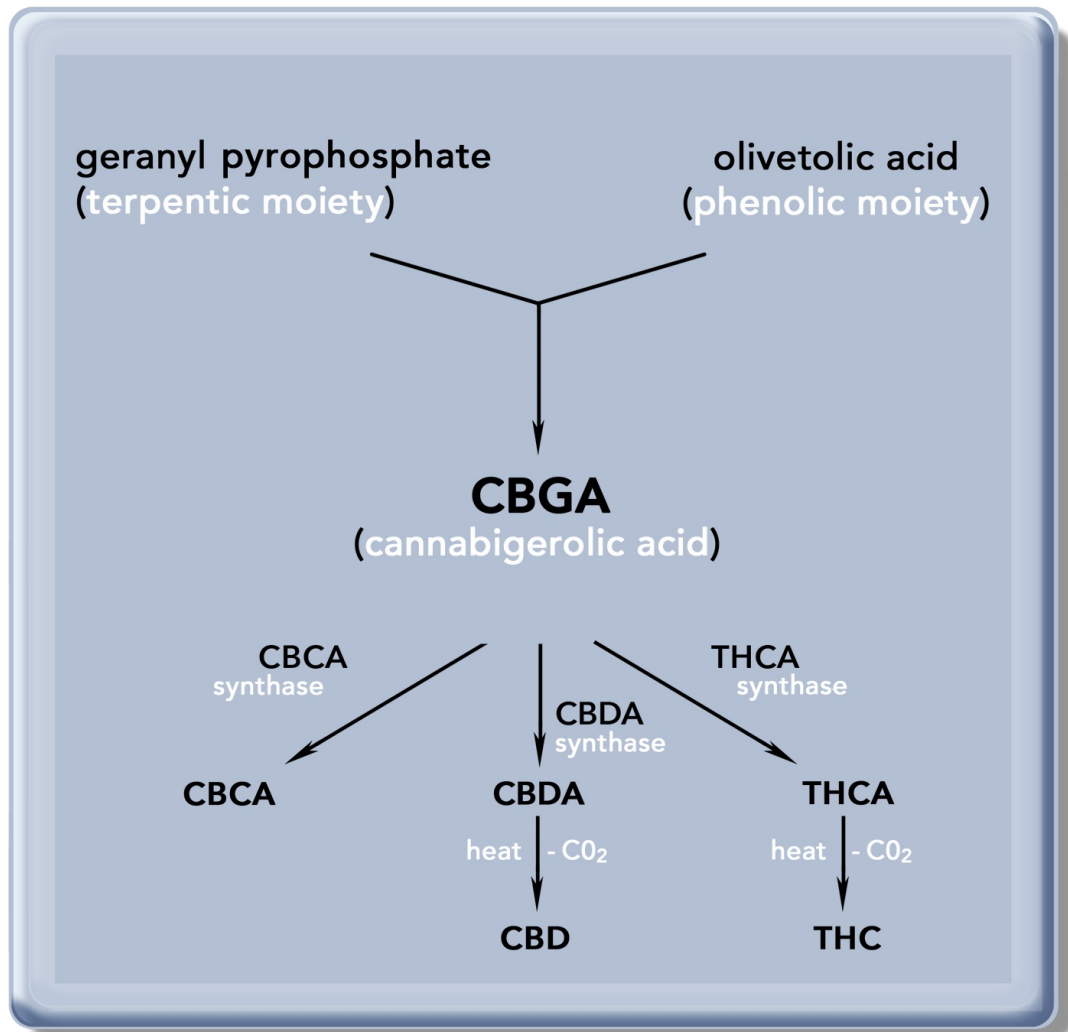 geranyl pyrophosphate
(terpentic moiety)
olivetolic acid
(phenolic moiety)
CBGA
(cannabigerolic acid)
CBCA
synthase
CBDA
synthase
THCA
synthase
CBCA
CBDA
THCA
heat - C0₂
heat - C0₂
CBD
THC